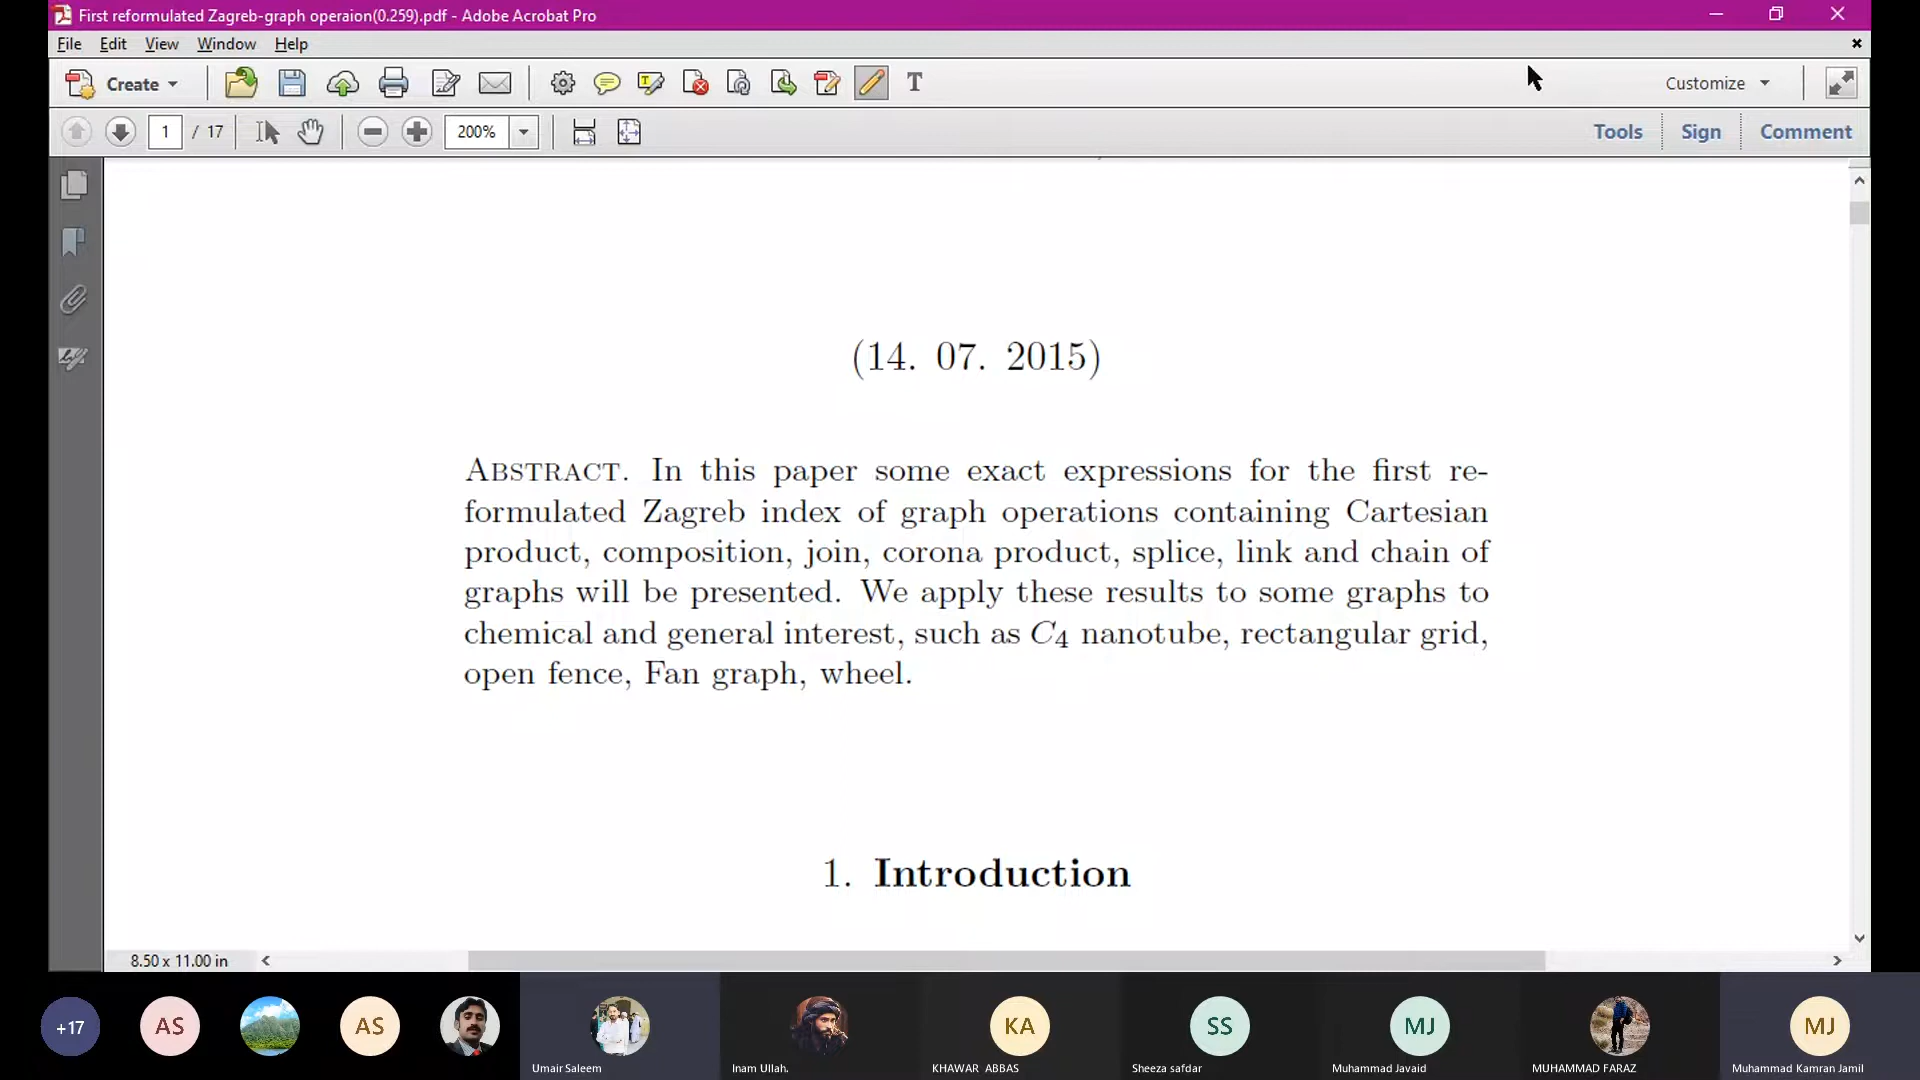 First reformulated Zagreb-graph operaion(0.259).pdf - Adobe Acrobat Pro
File Edit View Window Help
Create
Customize
1 / 17
200%
Tools Sign Comment
(14. 07. 2015)
ABSTRACT. In this paper some exact expressions for the first re-
formulated Zagreb index of graph operations containing Cartesian
product, composition, join, corona product, splice, link and chain of
graphs will be presented. We apply these results to some graphs to
chemical and general interest, such as C4 nanotube, rectangular grid,
open fence, Fan graph, wheel.
1. Introduction
8.50 x 11.00 in
+17 AS AS KA SS MJ MJ
Umair Saleem Inam Ullah. KHAWAR ABBAS Sheeza safdar Muhammad Javaid MUHAMMAD FARAZ Muhammad Kamran Jamil